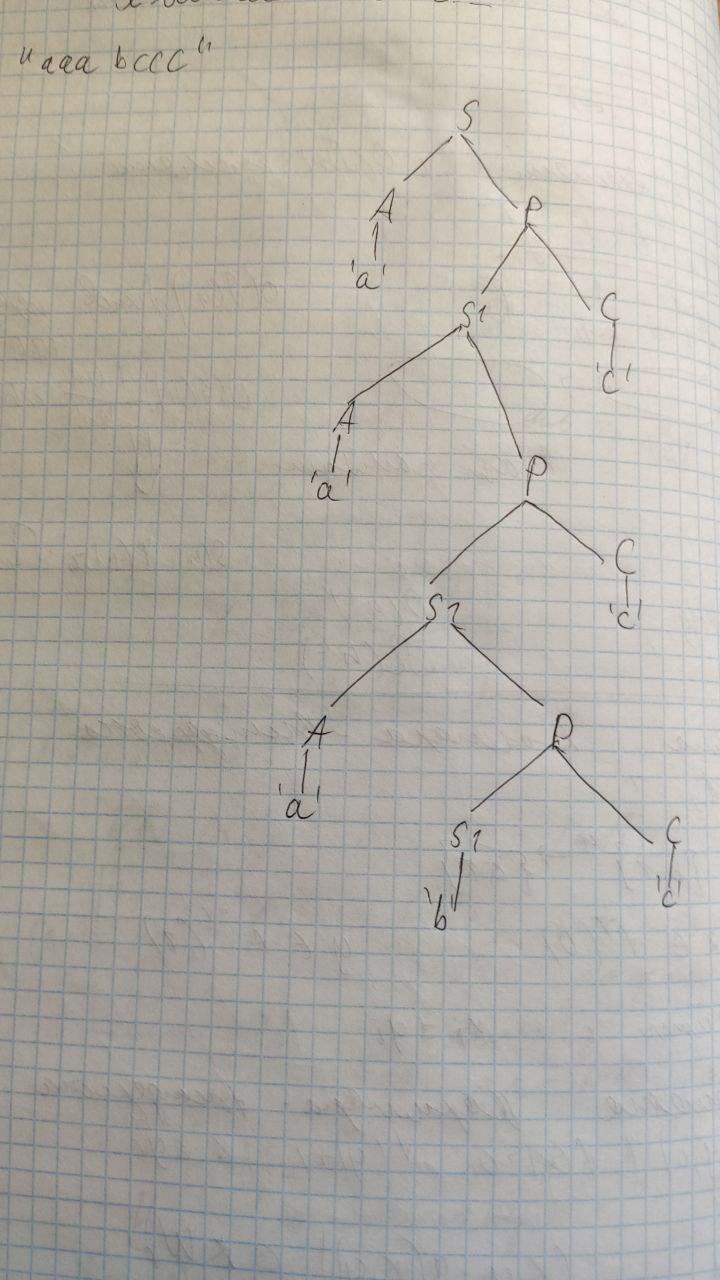 "aaa bccc"
S
A P
'a' S1 C
'c'
A
'a' P
C
S1 'c'
A P
'a'
S1 C
'b' 'c'